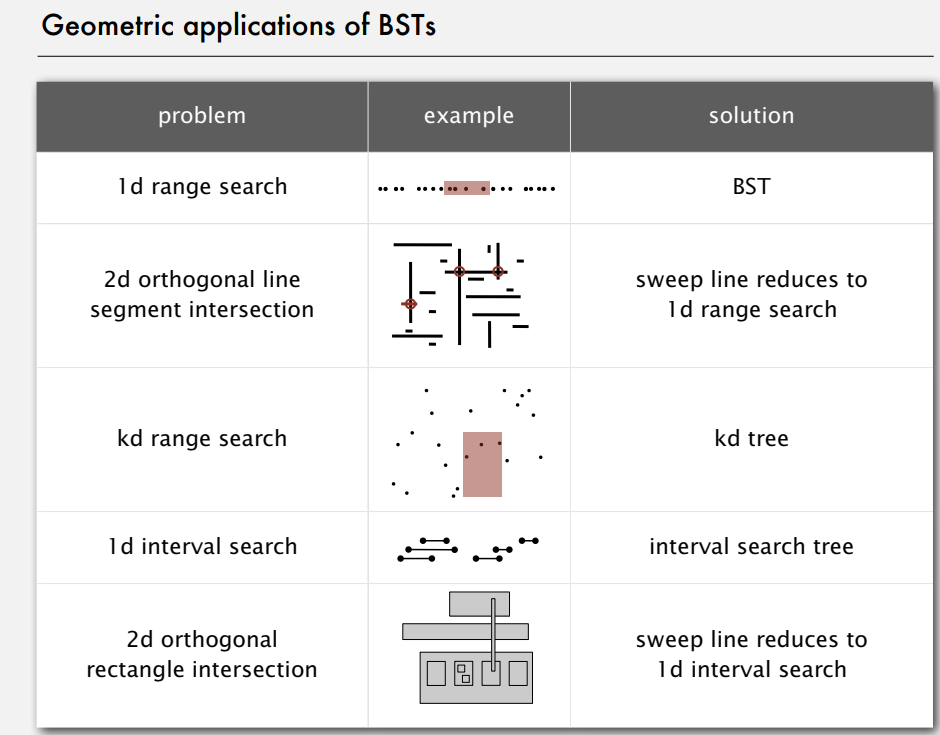 Geometric applications of BSTs
problem
example
solution
1d range search
BST
2d orthogonal line
segment intersection
sweep line reduces to
1d range search
kd range search
kd tree
1d interval search
interval search tree
2d orthogonal
rectangle intersection
sweep line reduces to
1d interval search